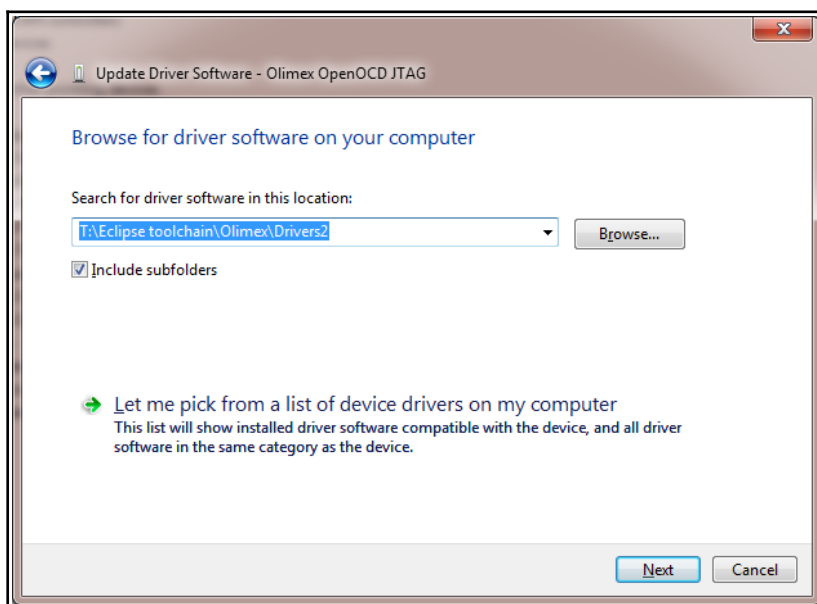 Update Driver Software - Olimex OpenOCD JTAG
Browse for driver software on your computer
Search for driver software in this location:
T:\Eclipse toolchain\Olimex\Drivers2
Browse...
Include subfolders
Let me pick from a list of device drivers on my computer
This list will show installed driver software compatible with the device, and all driver
software in the same category as the device.
Next
Cancel